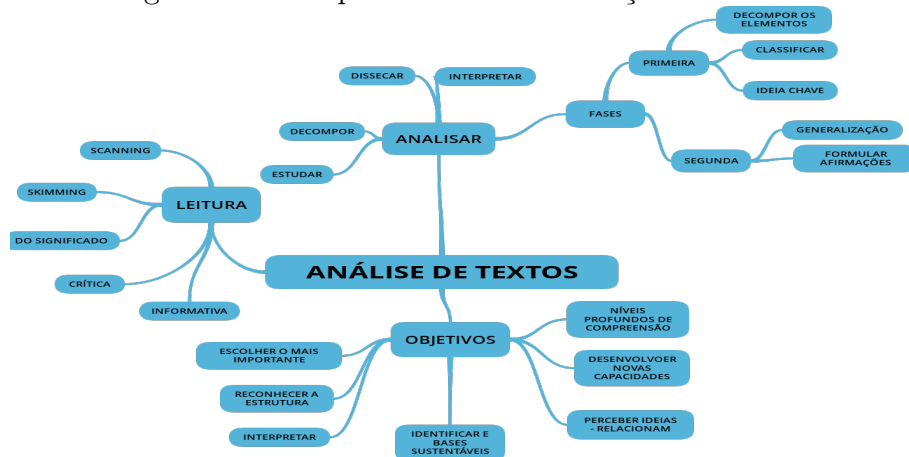 DECOMPOR OS
ELEMENTOS
CLASSIFICAR
PRIMEIRA
IDEIA CHAVE
DISSECAR
INTERPRETAR
FASES
DECOMPOR
ANALISAR
GENERALIZAÇÃO
SEGUNDA
FORMULAR
AFIRMAÇÕES
ESTUDAR
SCANNING
SKIMMING
LEITURA
DO SIGNIFICADO
CRÍTICA
INFORMATIVA
ANÁLISE DE TEXTOS
OBJETIVOS
NÍVEIS
PROFUNDOS DE
COMPREENSÃO
ESCOLHER O MAIS
IMPORTANTE
DESENVOLVOER
NOVAS
CAPACIDADES
RECONHECER A
ESTRUTURA
PERCEBER IDEIAS
- RELACIONAM
INTERPRETAR
IDENTIFICAR E
BASES
SUSTENTÁVEIS